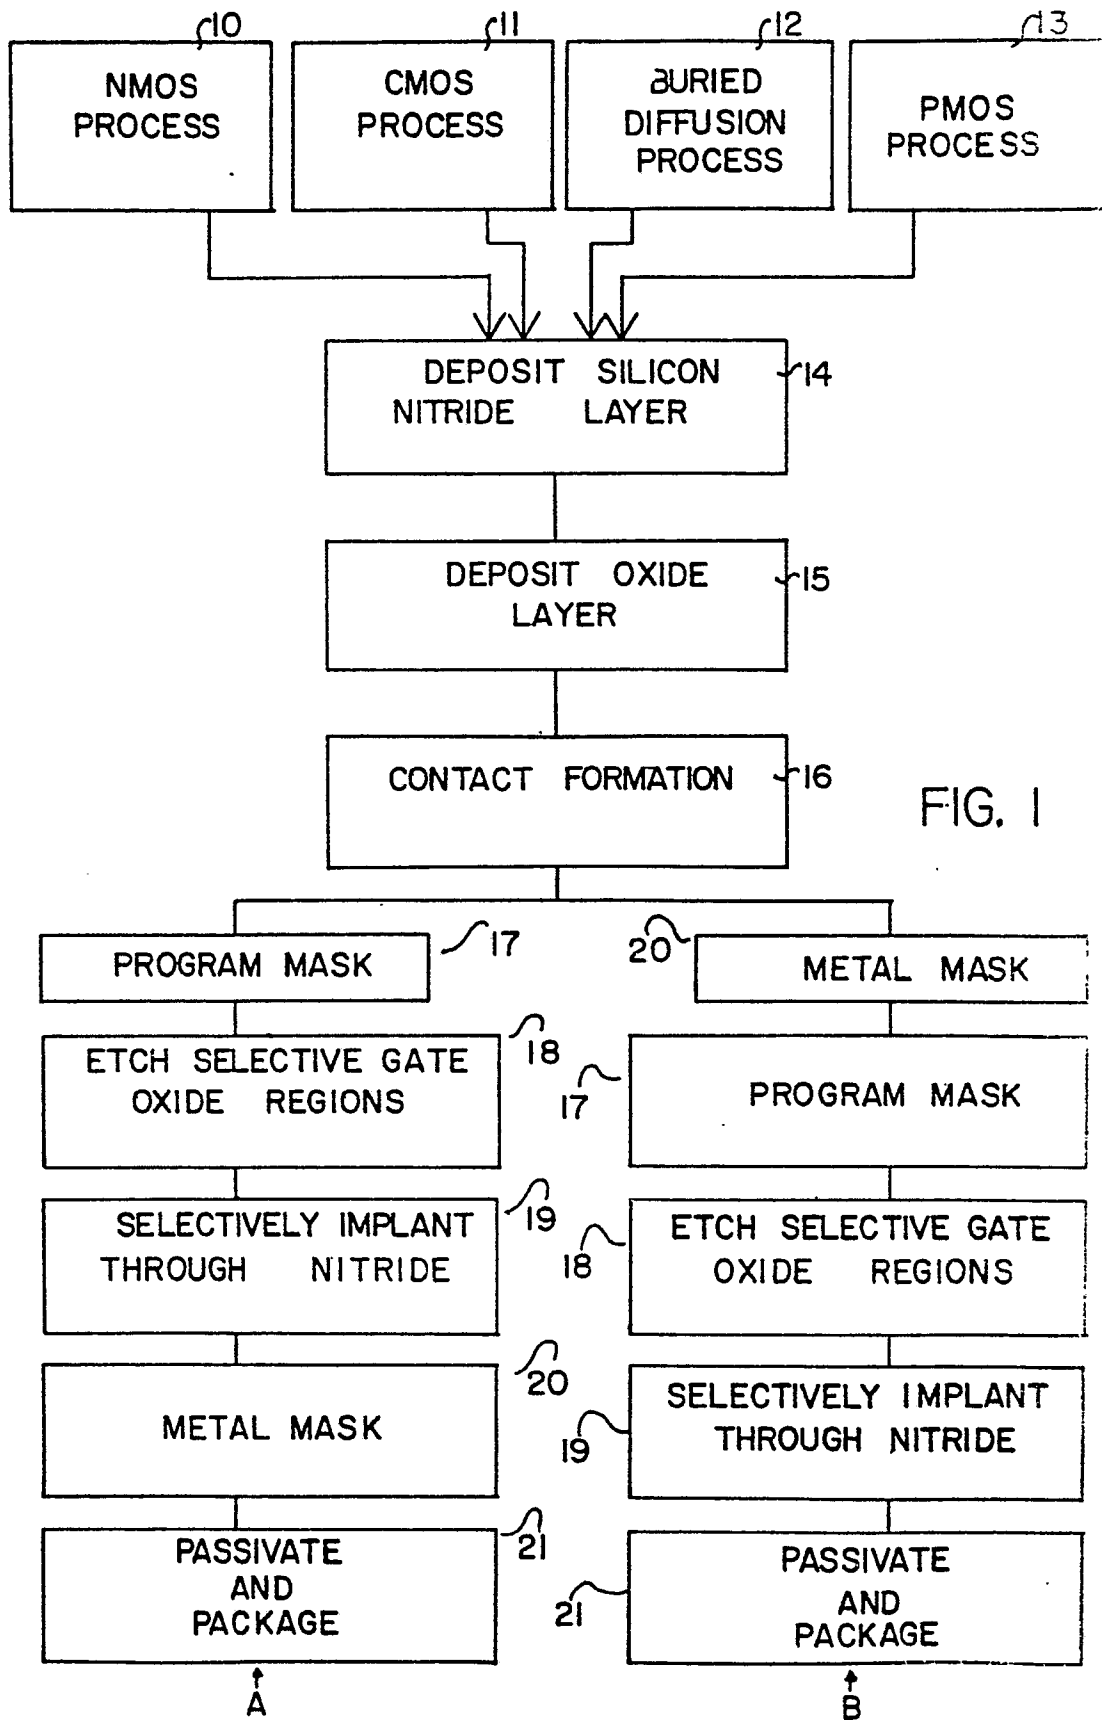 10
11
12
13
NMOS
PROCESS
CMOS
PROCESS
BURIED
DIFFUSION
PROCESS
PMOS
PROCESS
DEPOSIT SILICON
NITRIDE LAYER
14
DEPOSIT OXIDE
LAYER
15
CONTACT FORMATION
16
FIG. 1
PROGRAM MASK
17
ETCH SELECTIVE GATE
OXIDE REGIONS
18
SELECTIVELY IMPLANT
THROUGH NITRIDE
19
METAL MASK
20
PASSIVATE
AND
PACKAGE
21
A
20
METAL MASK
17
PROGRAM MASK
18
ETCH SELECTIVE GATE
OXIDE REGIONS
19
SELECTIVELY IMPLANT
THROUGH NITRIDE
21
PASSIVATE
AND
PACKAGE
B